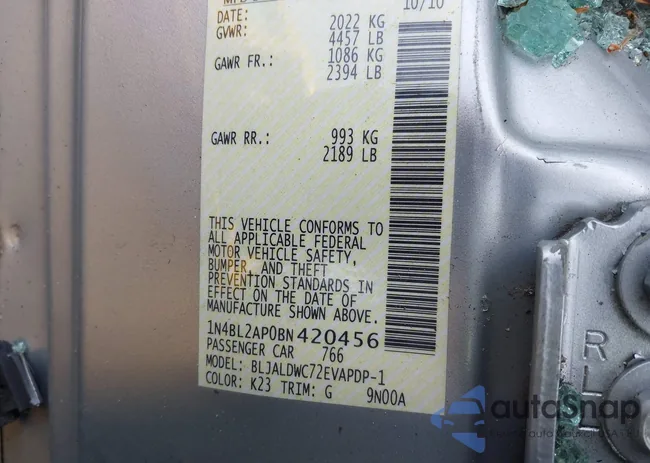 10/10
DATE: 2022 KG
GVWR: 4457 LB
GAWR FR.: 1086 KG
2394 LB
GAWR RR.: 993 KG
2189 LB
THIS VEHICLE CONFORMS TO
ALL APPLICABLE FEDERAL
MOTOR VEHICLE SAFETY,
BUMPER, AND THEFT
PREVENTION STANDARDS IN
EFFECT ON THE DATE OF
MANUFACTURE SHOWN ABOVE.
1N4BL2AP0BN420456
PASSENGER CAR 766
MODEL: BLJALDWC72EVAPDP-1
COLOR: K23 TRIM: G 9N00A
R
L
autoSnap